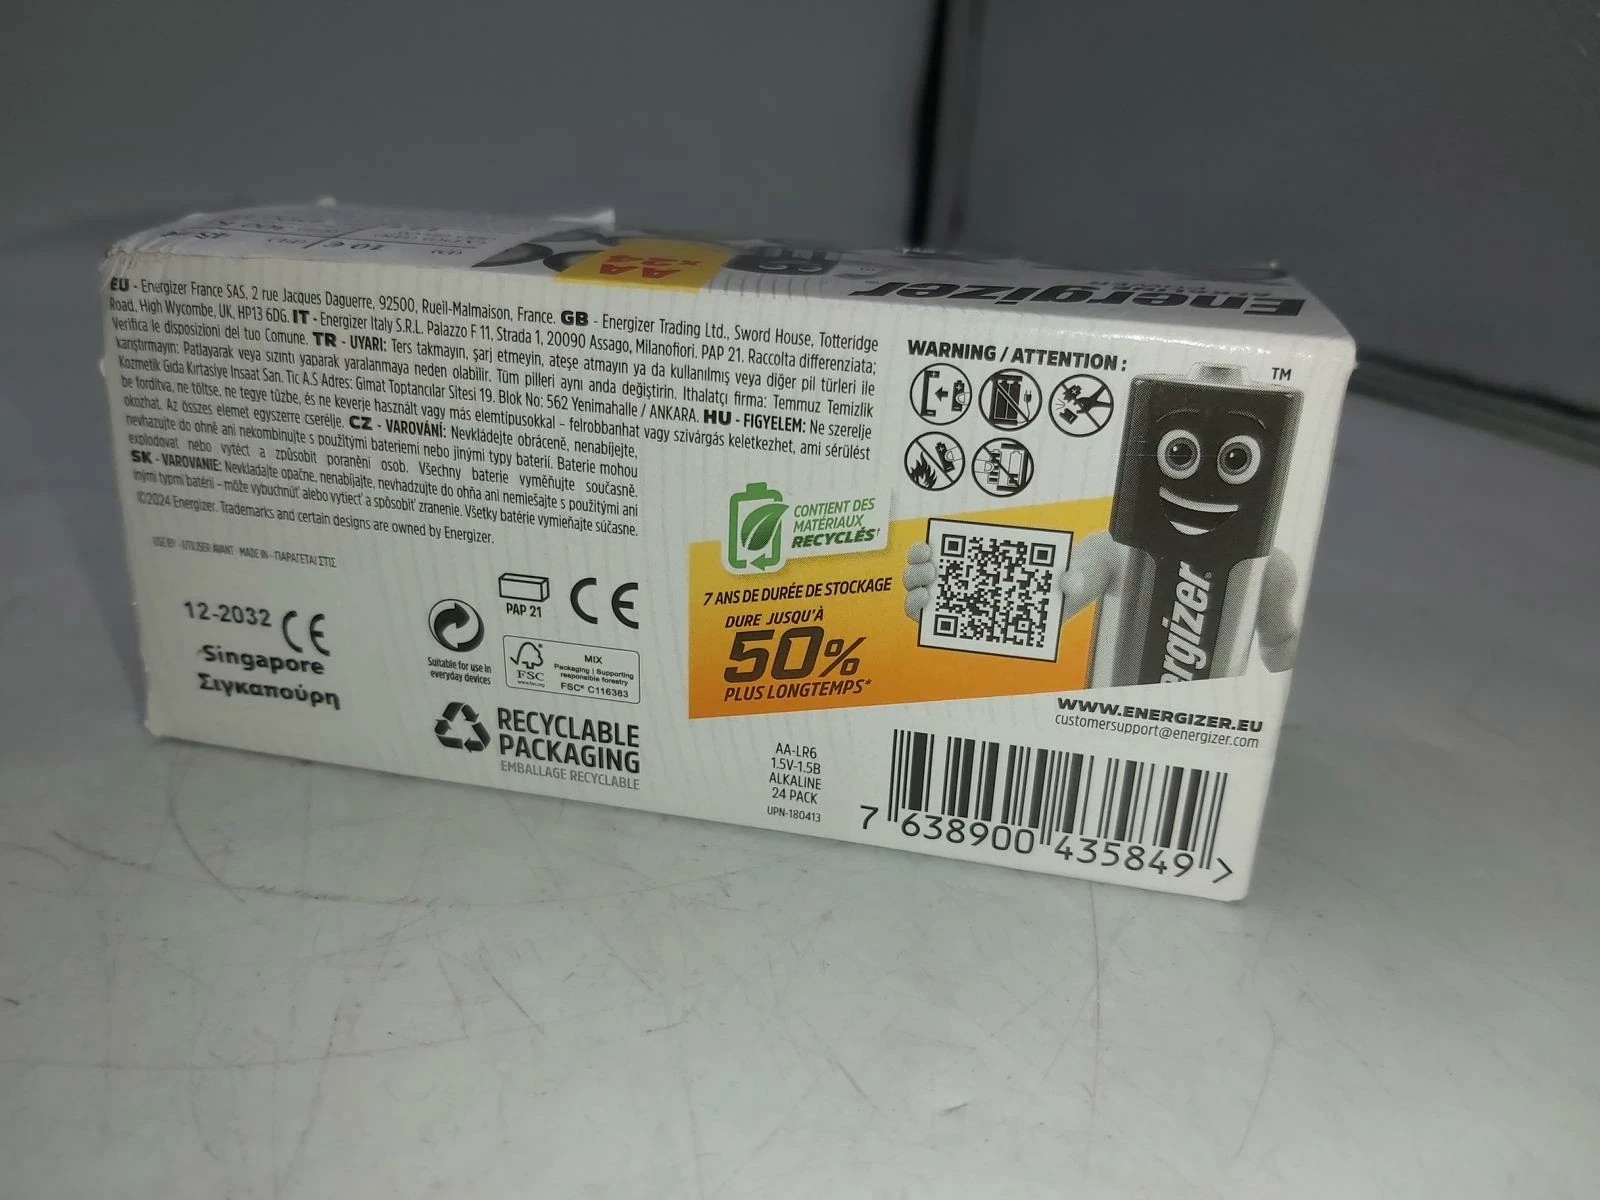 AA
x24
Energizer
EU - Energizer France SAS, 2 rue Jacques Daguerre, 92500, Rueil-Malmaison, France. GB - Energizer Trading Ltd., Sword House, Totteridge
Road, High Wycombe, UK, HP13 6DG. IT - Energizer Italy S.R.L. Palazzo F 11, Strada 1, 20090 Assago, Milanofiori. PAP 21. Raccolta differenziata;
Verifica le disposizioni del tuo Comune. TR - UYARI: Ters takmayın, şarj etmeyin, ateşe atmayın ya da kullanılmış veya diğer pil türleri ile
karıştırmayın: Patlayarak veya sızıntı yaparak yaralanmaya neden olabilir. Tüm pilleri aynı anda değiştirin. Ithalatçı firma: Temmuz Temizlik
Kozmetik Gıda Kırtasiye Insaat San. Tic A.S Adres: Gimat Toptancılar Sitesi 19. Blok No: 562 Yenimahalle / ANKARA. HU - FIGYELEM: Ne szerelje
be fordítva, ne töltse, ne tegye tűzbe, és ne keverje használt vagy más elemtípusokkal – felrobbanhat vagy szivárgás keletkezhet, ami sérülést
okozhat. Az összes elemet egyszerre cserélje. CZ - VAROVÁNÍ: Nevkládejte obráceně, nenabíjejte,
nevhazujte do ohně ani nekombinujte s použitými bateriemi nebo jinými typy baterií. Baterie mohou
explodovat nebo vytéct a způsobit poranění osob. Všechny baterie vyměňujte současně.
SK - VAROVANIE: Nevkladajte opačne, nenabíjajte, nevhadzujte do ohňa ani nemiešajte s použitými ani
inými typmi batérií – môže vybuchnúť alebo vytiecť a spôsobiť zranenie. Všetky batérie vymieňajte súčasne.
©2024 Energizer. Trademarks and certain designs are owned by Energizer.
USE BY - UTILISER AVANT MADE IN - ΠΑΡΑΓΕΤΑΙ ΣΤΙΣ
12-2032 CE
Singapore
Σιγκαπούρη
Suitable for use in
everyday devices
PAP 21
CE
FSC
www.fsc.org
MIX
Packaging | Supporting
responsible forestry
FSC® C116383
RECYCLABLE
PACKAGING
EMBALLAGE RECYCLABLE
WARNING / ATTENTION :
TM
CONTIENT DES
MATÉRIAUX
RECYCLÉS†
7 ANS DE DURÉE DE STOCKAGE
DURE JUSQU'À
50%
PLUS LONGTEMPS*
Energizer®
WWW.ENERGIZER.EU
customersupport@energizer.com
AA-LR6
1.5V-1.5B
ALKALINE
24 PACK
UPN-180413
7 638900 435849 >